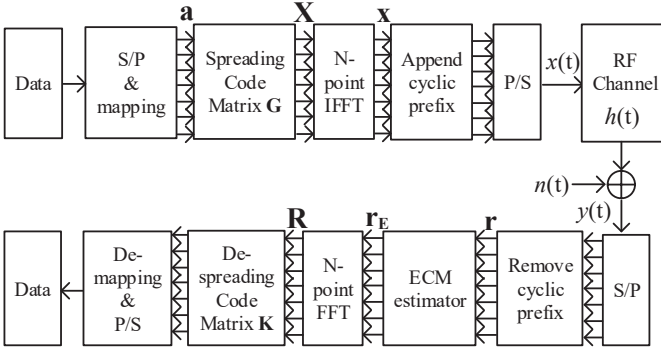 a X x
Data
S/P
&
mapping
Spreading
Code
Matrix G
N-
point
IFFT
Append
cyclic
prefix
P/S
x(t)
RF
Channel
h(t)
n(t)
y(t)
R r_E r
Data
De-
mapping
&
P/S
De-
spreading
Code
Matrix K
N-
point
FFT
ECM
estimator
Remove
cyclic
prefix
S/P